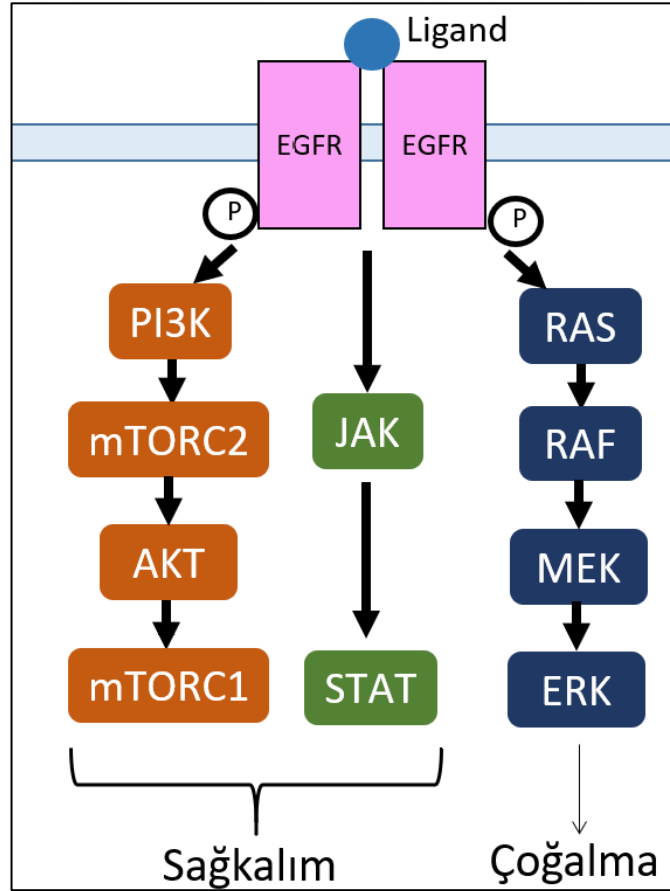 Ligand
EGFR EGFR
P P
PI3K RAS
mTORC2 JAK RAF
AKT MEK
mTORC1 STAT ERK
Sağkalım Çoğalma